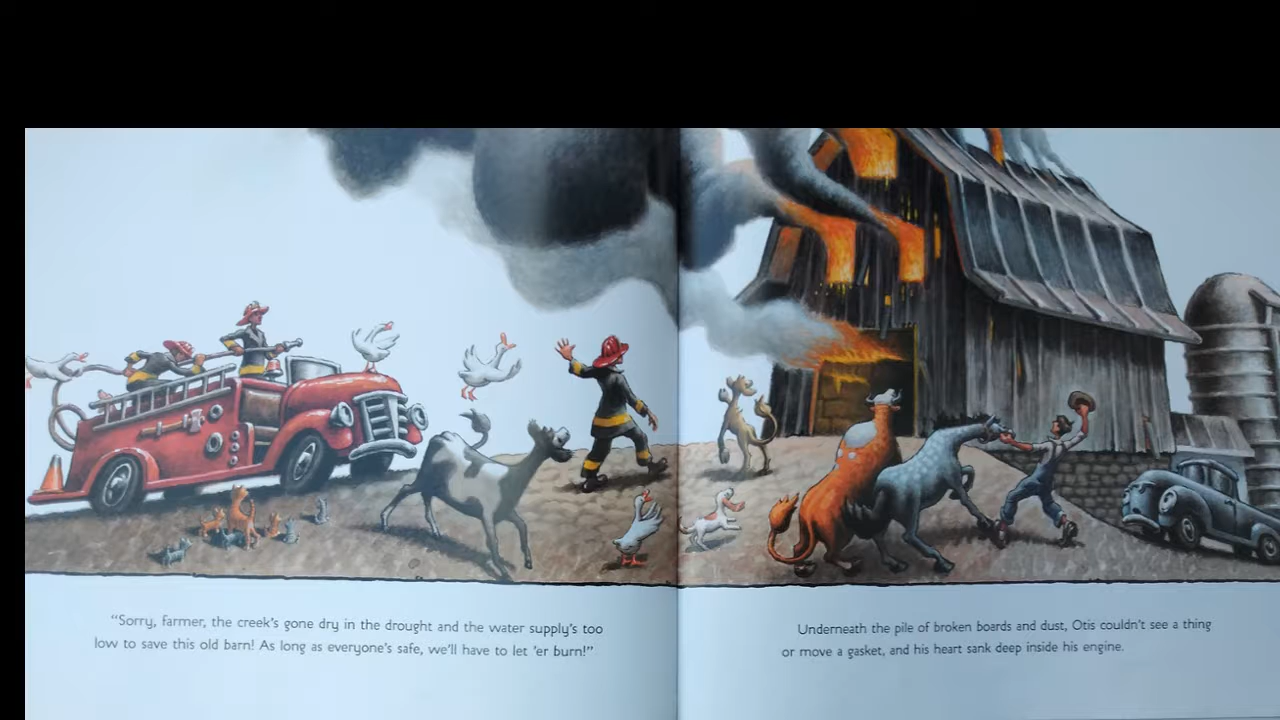 “Sorry, farmer, the creek’s gone dry in the drought and the water supply’s too
low to save this old barn! As long as everyone’s safe, we’ll have to let ’er burn!”
Underneath the pile of broken boards and dust, Otis couldn’t see a thing
or move a gasket, and his heart sank deep inside his engine.